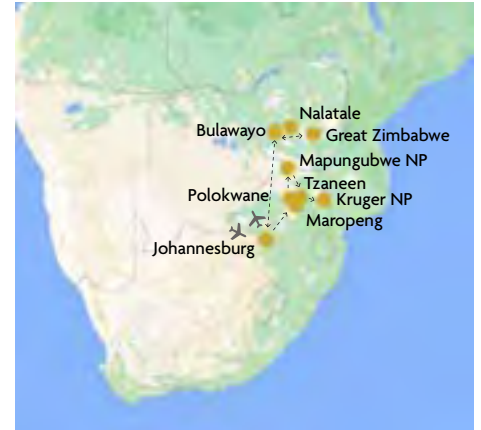 Nalatale
Bulawayo
Great Zimbabwe
Mapungubwe NP
Tzaneen
Polokwane
Kruger NP
Maropeng
Johannesburg